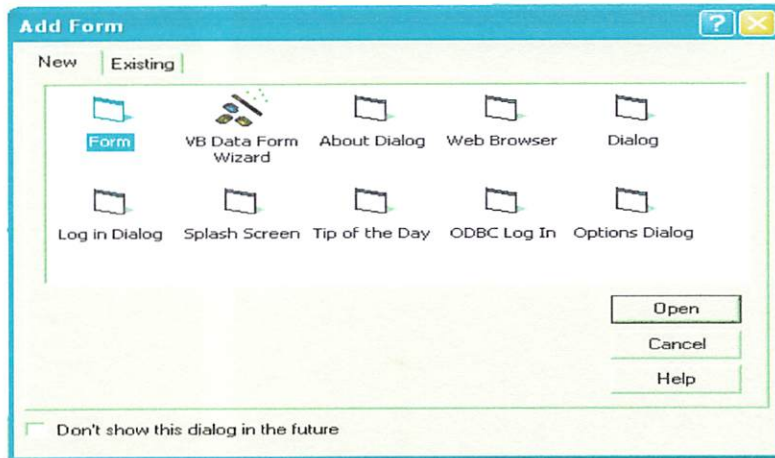 Add Form
New Existing
Form VB Data Form Wizard About Dialog Web Browser Dialog
Log in Dialog Splash Screen Tip of the Day ODBC Log In Options Dialog
Open
Cancel
Help
Don't show this dialog in the future